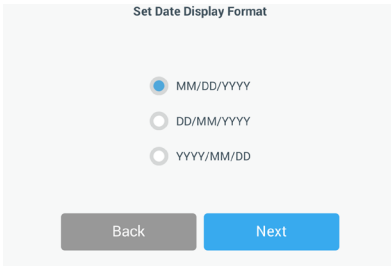 Set Date Display Format
MM/DD/YYYY
DD/MM/YYYY
YYYY/MM/DD
Back Next